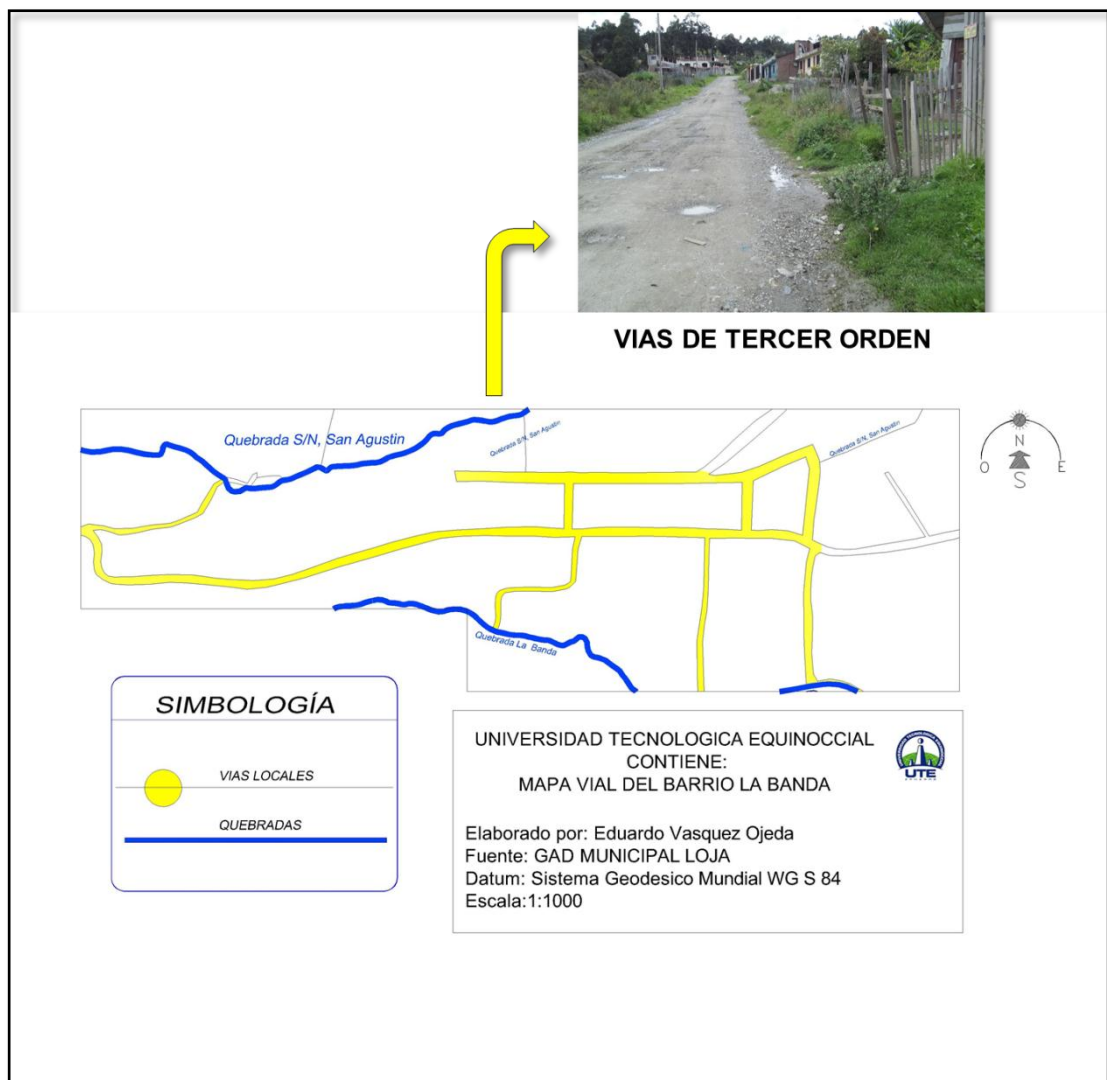 VIAS DE TERCER ORDEN
Quebrada S/N, San Agustin
Quebrada S/N, San Agustin
Quebrada S/N, San Agustin
N
O E
S
Quebrada La Banda
SIMBOLOGÍA
VIAS LOCALES
QUEBRADAS
UNIVERSIDAD TECNOLOGICA EQUINOCCIAL
CONTIENE:
MAPA VIAL DEL BARRIO LA BANDA
UTE
Elaborado por: Eduardo Vasquez Ojeda
Fuente: GAD MUNICIPAL LOJA
Datum: Sistema Geodesico Mundial WG S 84
Escala:1:1000